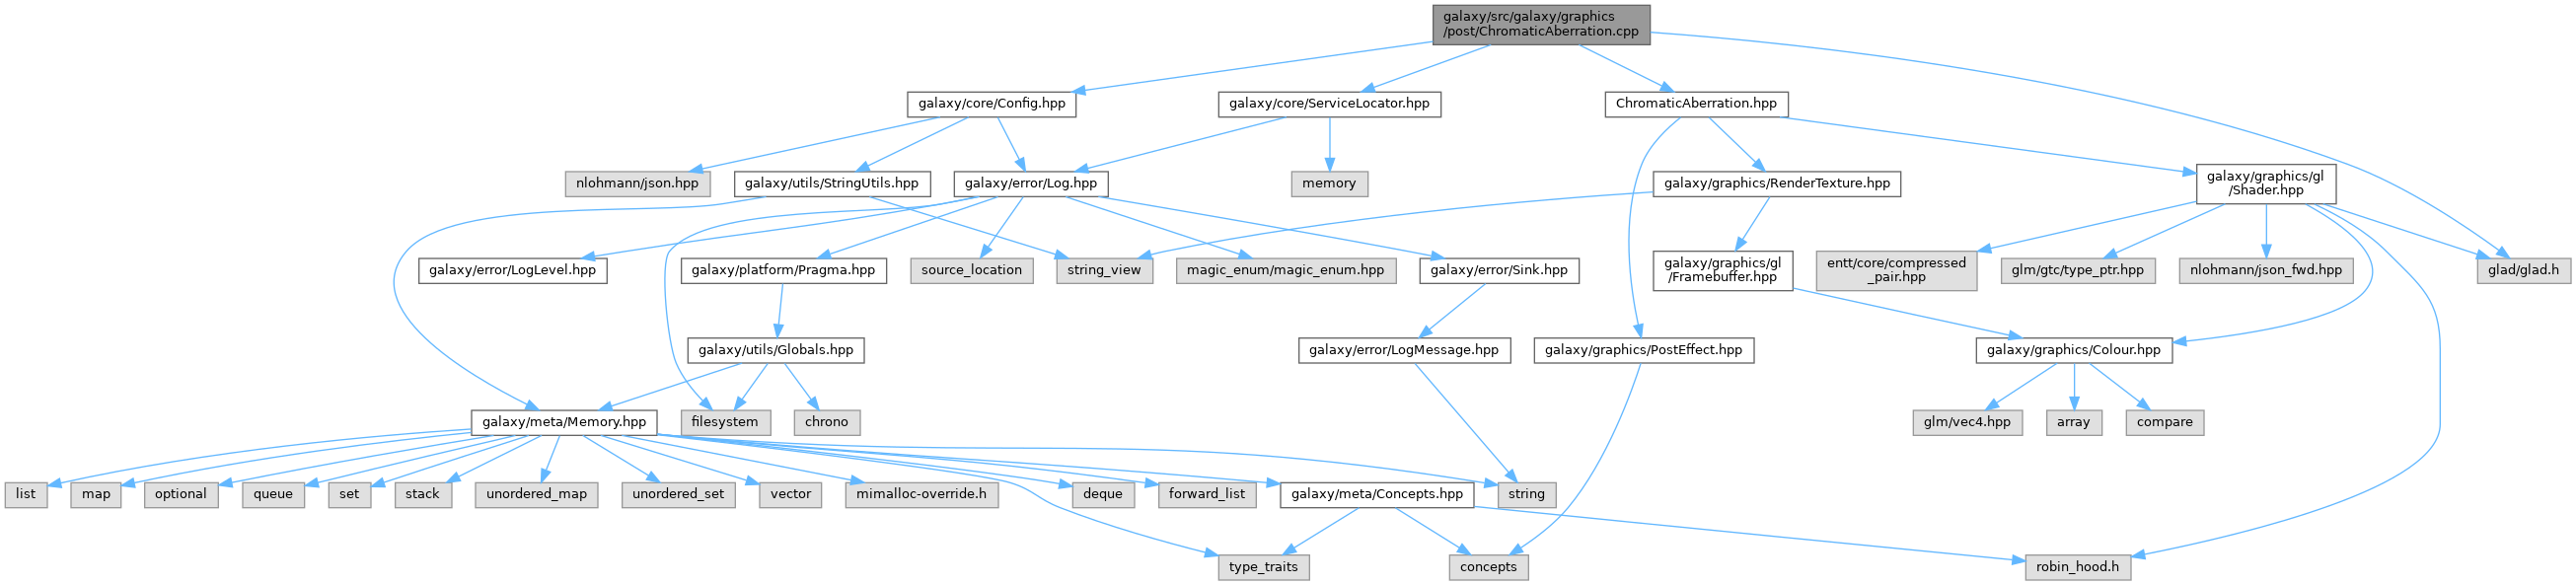 galaxy/src/galaxy/graphics
/post/ChromaticAberration.cpp
galaxy/core/Config.hpp
galaxy/core/ServiceLocator.hpp
ChromaticAberration.hpp
nlohmann/json.hpp
galaxy/utils/StringUtils.hpp
galaxy/error/Log.hpp
memory
galaxy/graphics/RenderTexture.hpp
galaxy/graphics/gl
/Shader.hpp
galaxy/error/LogLevel.hpp
galaxy/platform/Pragma.hpp
source_location
string_view
magic_enum/magic_enum.hpp
galaxy/error/Sink.hpp
galaxy/graphics/gl
/Framebuffer.hpp
entt/core/compressed
_pair.hpp
glm/gtc/type_ptr.hpp
nlohmann/json_fwd.hpp
glad/glad.h
galaxy/utils/Globals.hpp
galaxy/error/LogMessage.hpp
galaxy/graphics/PostEffect.hpp
galaxy/graphics/Colour.hpp
galaxy/meta/Memory.hpp
filesystem
chrono
glm/vec4.hpp
array
compare
list
map
optional
queue
set
stack
unordered_map
unordered_set
vector
mimalloc-override.h
deque
forward_list
galaxy/meta/Concepts.hpp
string
type_traits
concepts
robin_hood.h